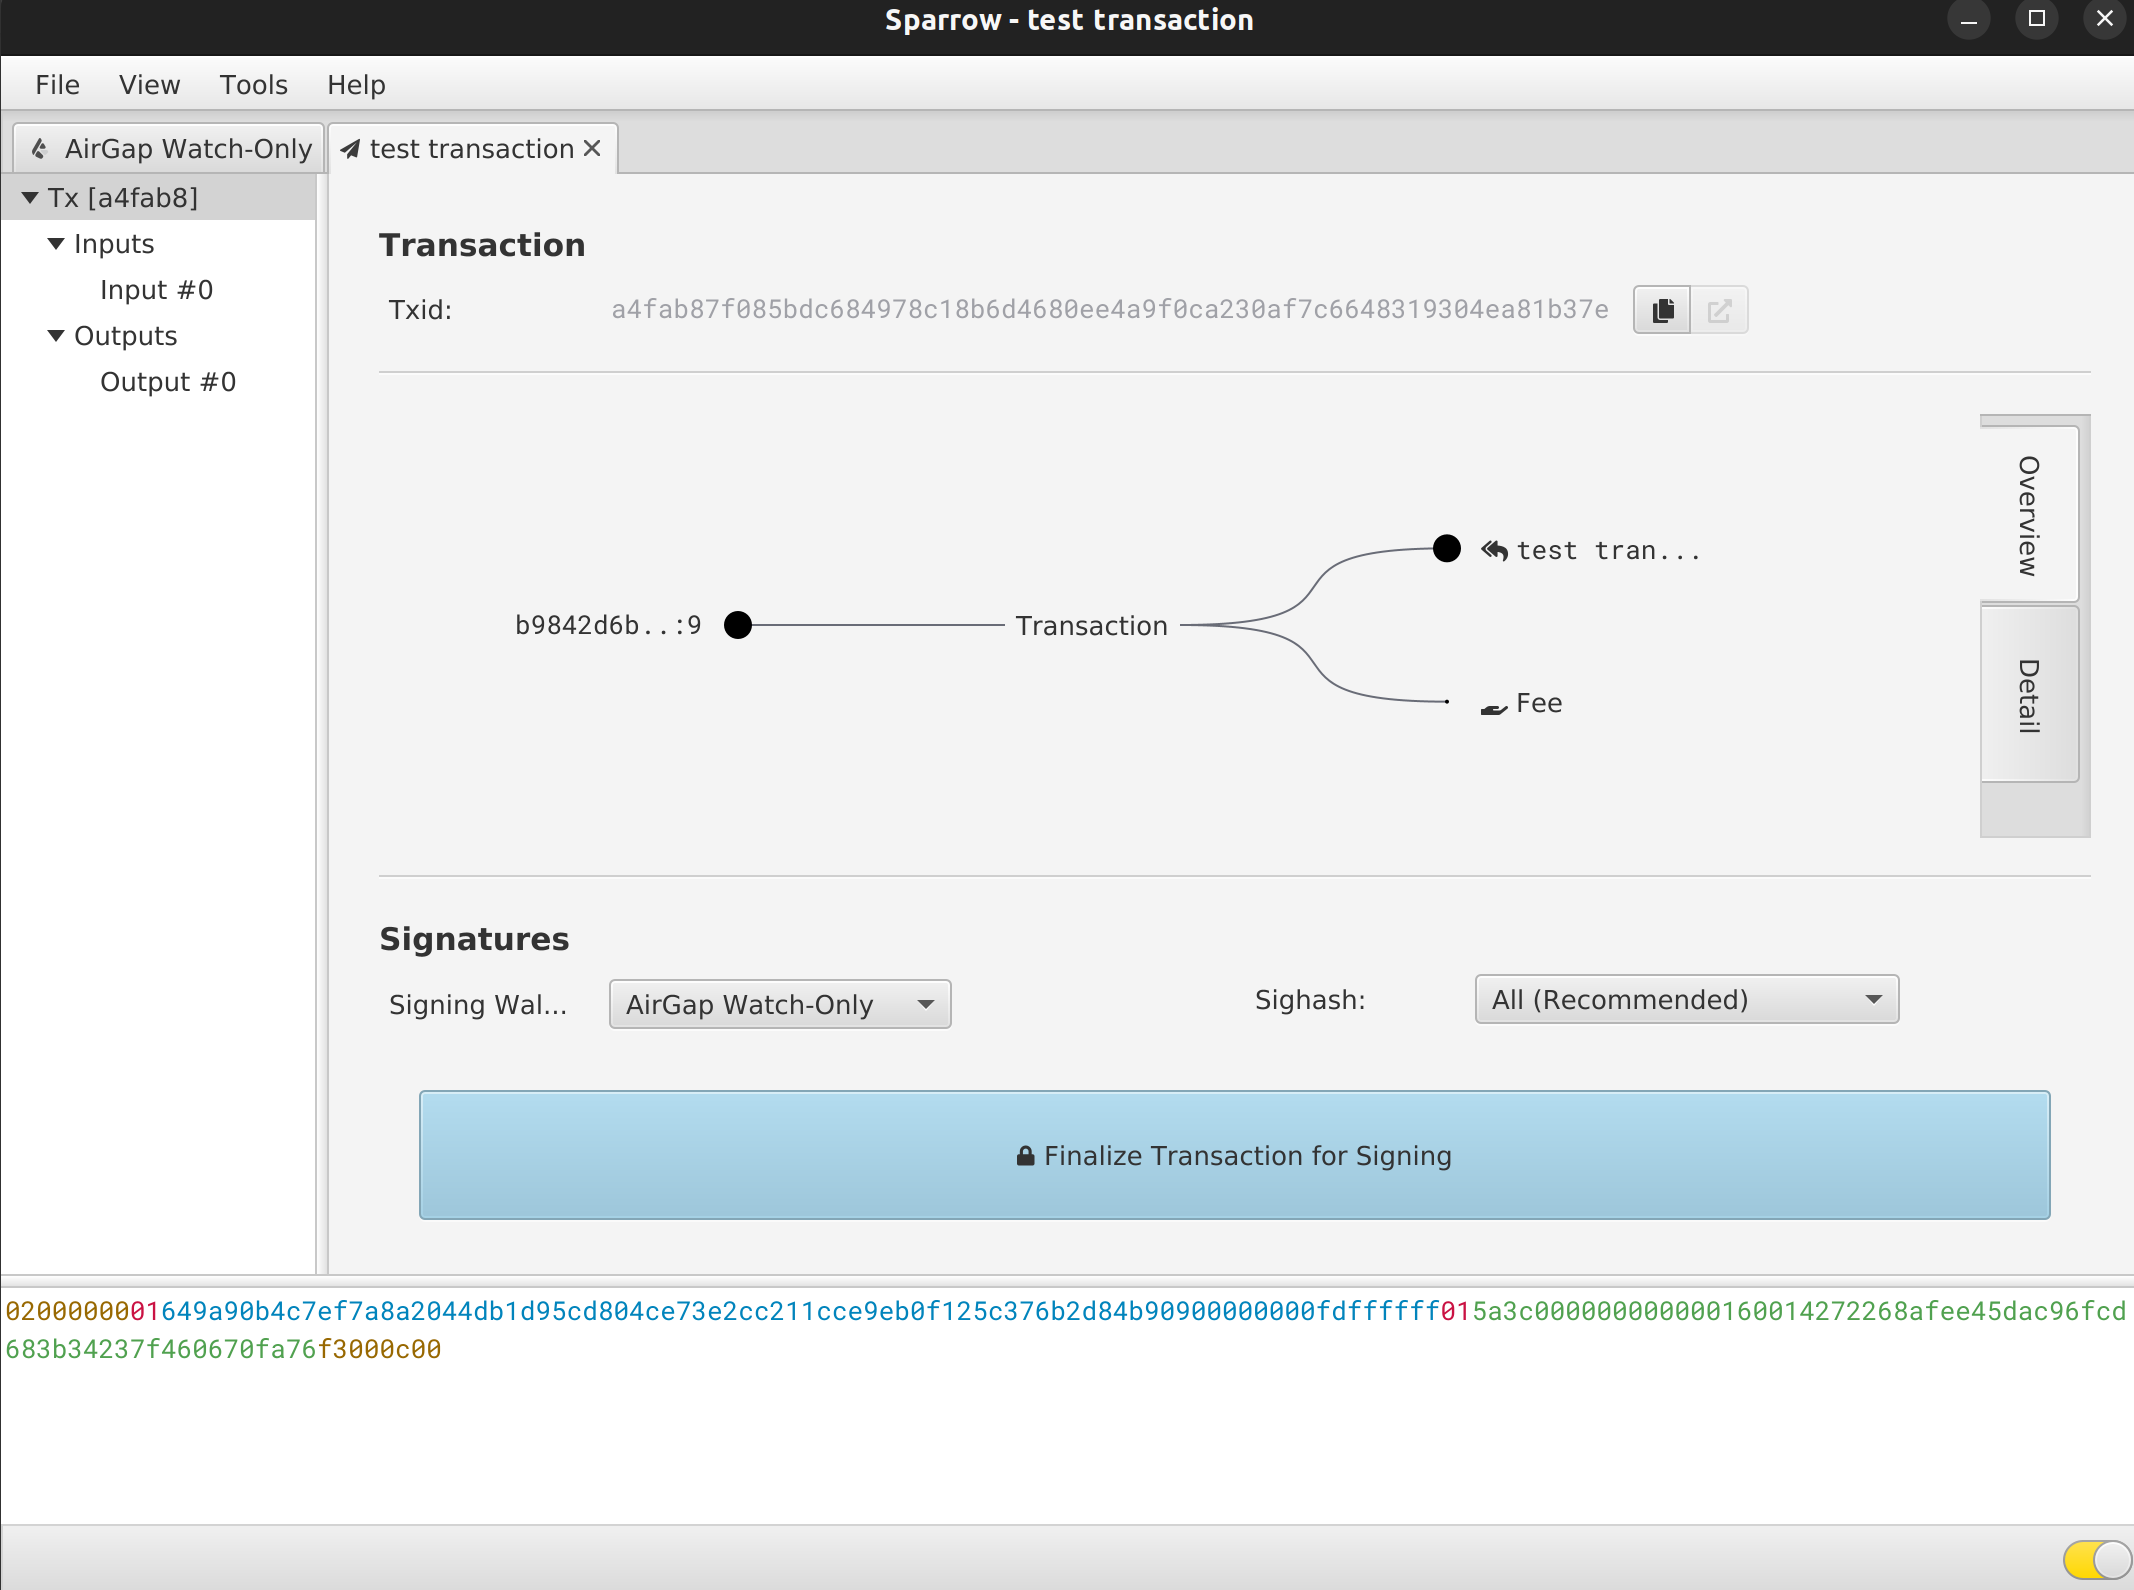 Sparrow - test transaction
File View Tools Help
AirGap Watch-Only test transaction
Tx [a4fab8]
Inputs
Input #0
Outputs
Output #0
Transaction
Txid: a4fab87f085bdc684978c18b6d4680ee4a9f0ca230af7c6648319304ea81b37e
Overview
Detail
test tran...
b9842d6b..:9 Transaction
Fee
Signatures
Signing Wal... AirGap Watch-Only Sighash: All (Recommended)
Finalize Transaction for Signing
0200000001649a90b4c7ef7a8a2044db1d95cd804ce73e2cc211cce9eb0f125c376b2d84b90900000000fdffffff015a3c000000000000160014272268afee45dac96fcd
683b34237f460670fa76f3000c00